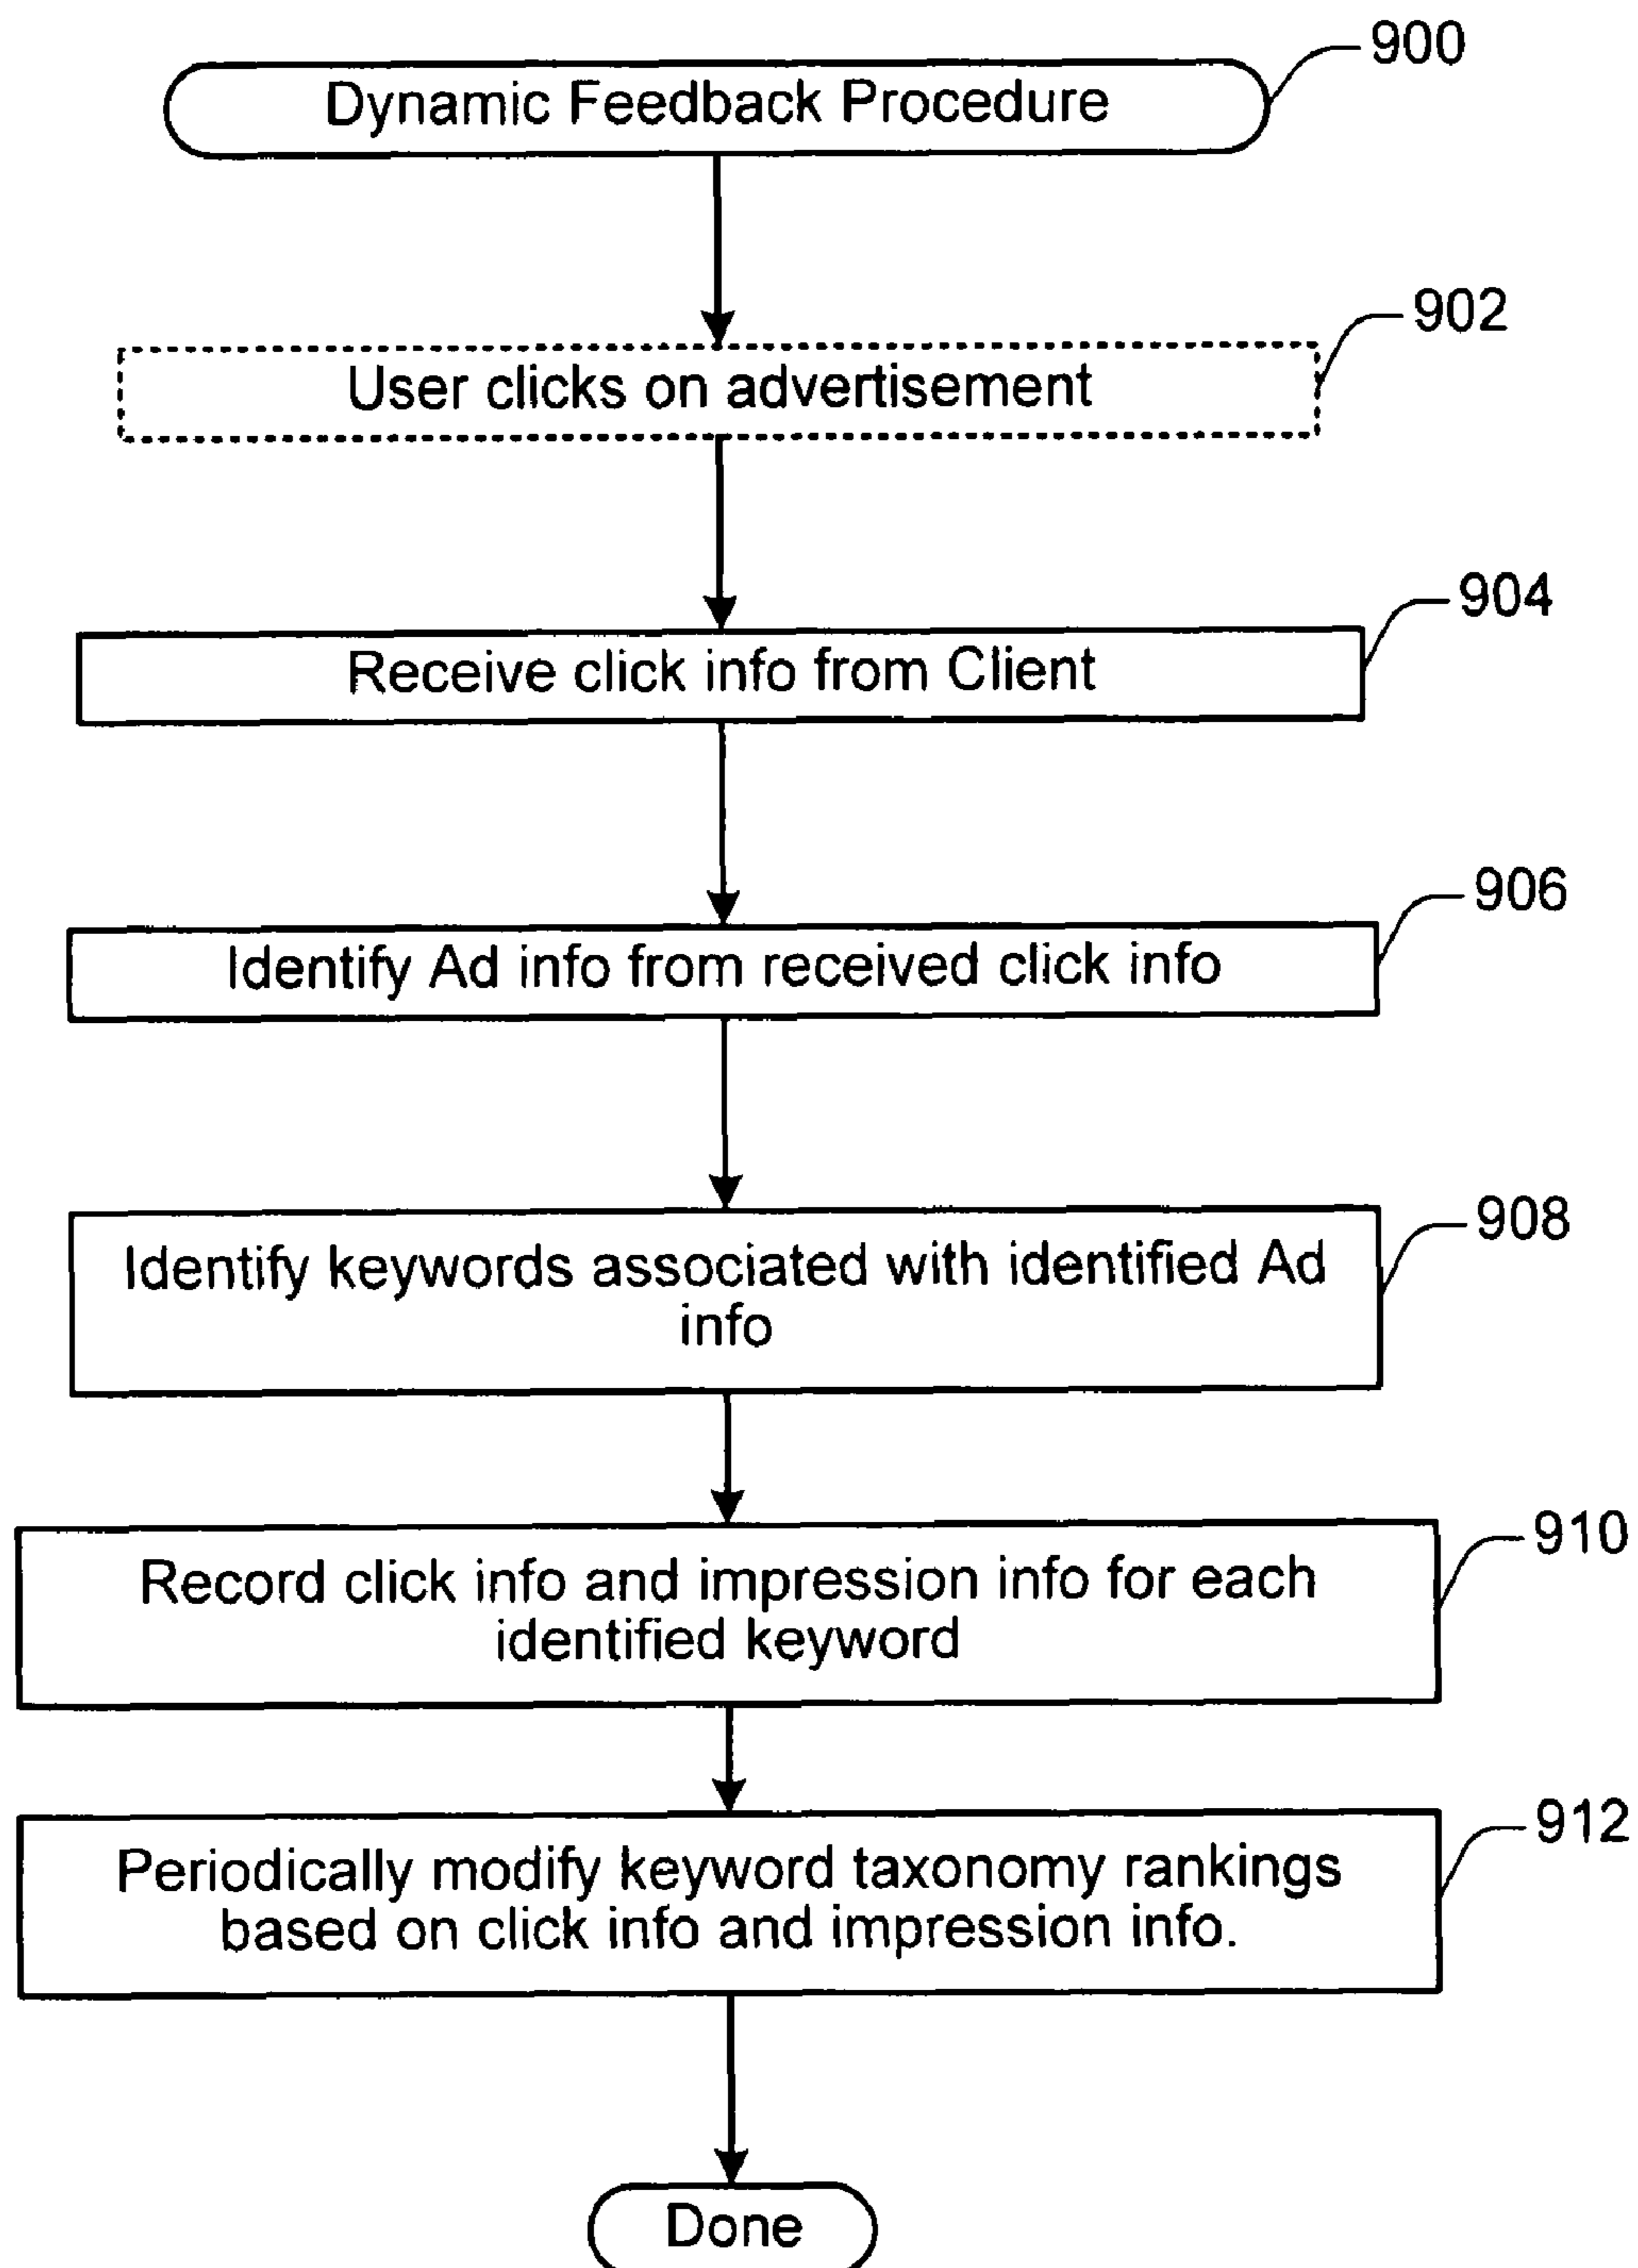 900
Dynamic Feedback Procedure
902
User clicks on advertisement
904
Receive click info from Client
906
Identify Ad info from received click info
908
Identify keywords associated with identified Ad
info
910
Record click info and impression info for each
identified keyword
912
Periodically modify keyword taxonomy rankings
based on click info and impression info.
Done